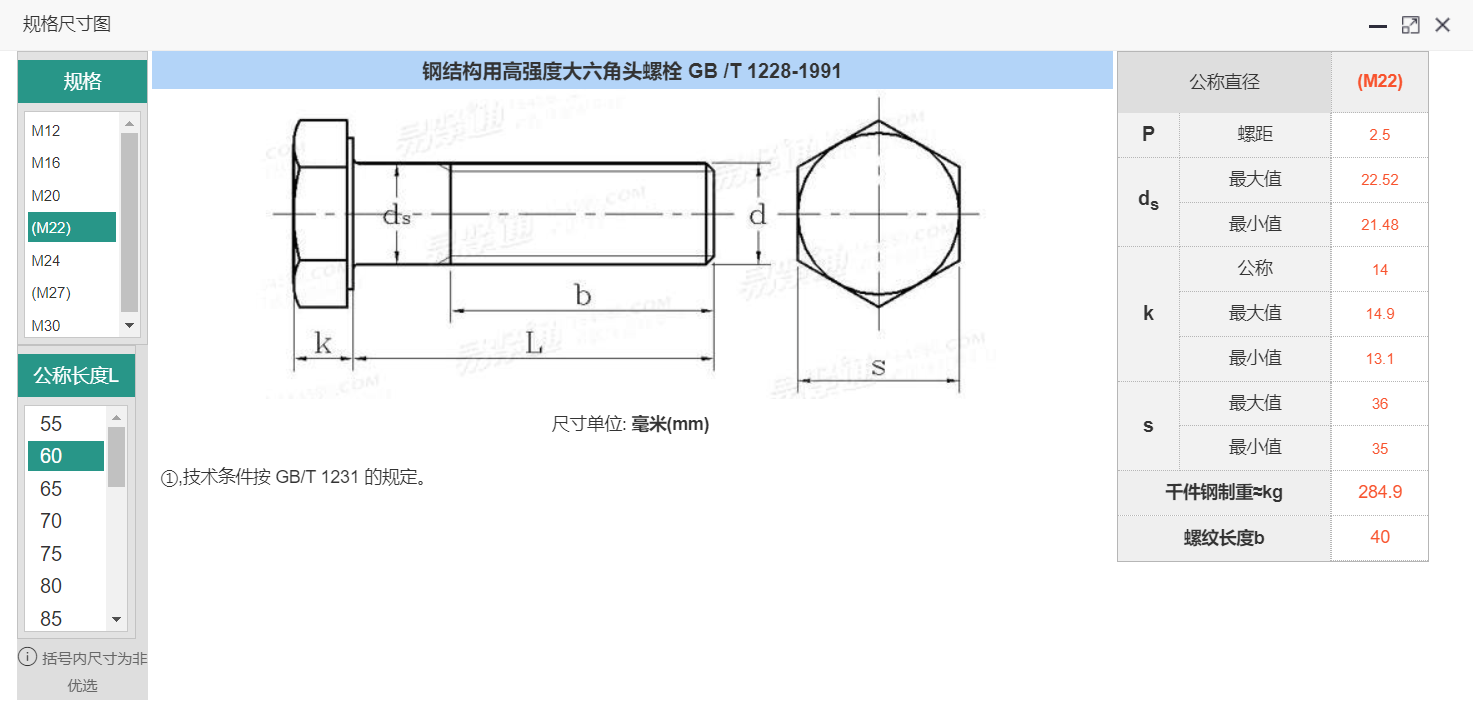 规格尺寸图
规格
M12
M16
M20
(M22)
M24
(M27)
M30
公称长度L
55
60
65
70
75
80
85
括号内尺寸为非
优选
钢结构用高强度大六角头螺栓 GB /T 1228-1991
易紧通
ds
d
b
k
L
s
尺寸单位: 毫米(mm)
①,技术条件按 GB/T 1231 的规定。
公称直径 (M22)
P 螺距 2.5
ds 最大值 22.52
最小值 21.48
k 公称 14
最大值 14.9
最小值 13.1
s 最大值 36
最小值 35
千件钢制重≈kg 284.9
螺纹长度b 40